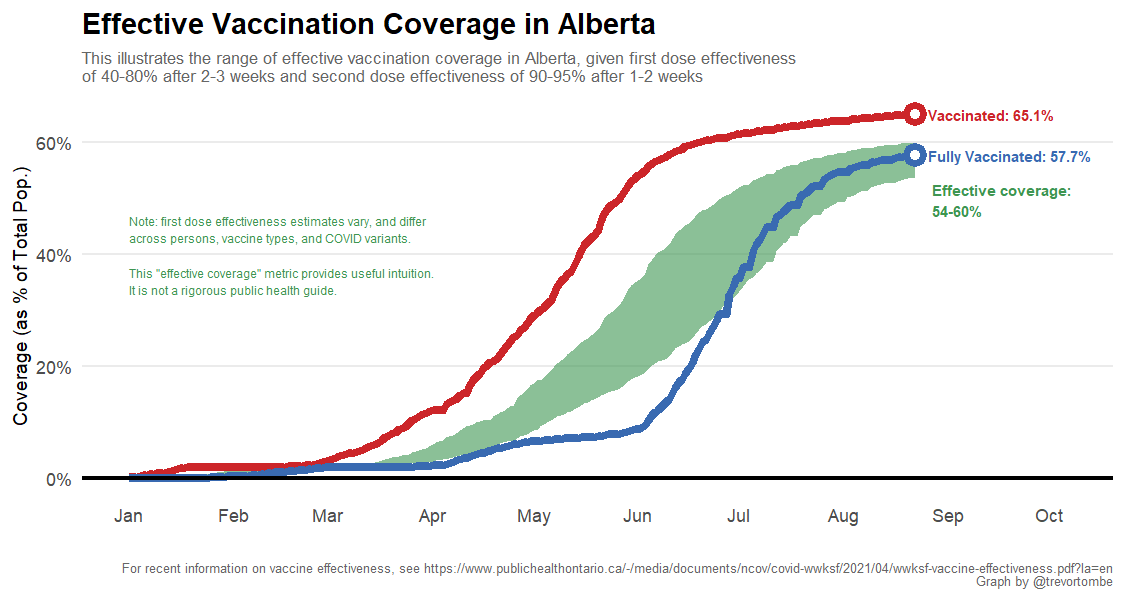 Effective Vaccination Coverage in Alberta
This illustrates the range of effective vaccination coverage in Alberta, given first dose effectiveness
of 40-80% after 2-3 weeks and second dose effectiveness of 90-95% after 1-2 weeks
Coverage (as % of Total Pop.)
60%
40%
20%
0%
Vaccinated: 65.1%
Fully Vaccinated: 57.7%
Effective coverage:
54-60%
Note: first dose effectiveness estimates vary, and differ
across persons, vaccine types, and COVID variants.
This "effective coverage" metric provides useful intuition.
It is not a rigorous public health guide.
Jan Feb Mar Apr May Jun Jul Aug Sep Oct
For recent information on vaccine effectiveness, see https://www.publichealthontario.ca/-/media/documents/ncov/covid-wwksf/2021/04/wwksf-vaccine-effectiveness.pdf?la=en
Graph by @trevortombe